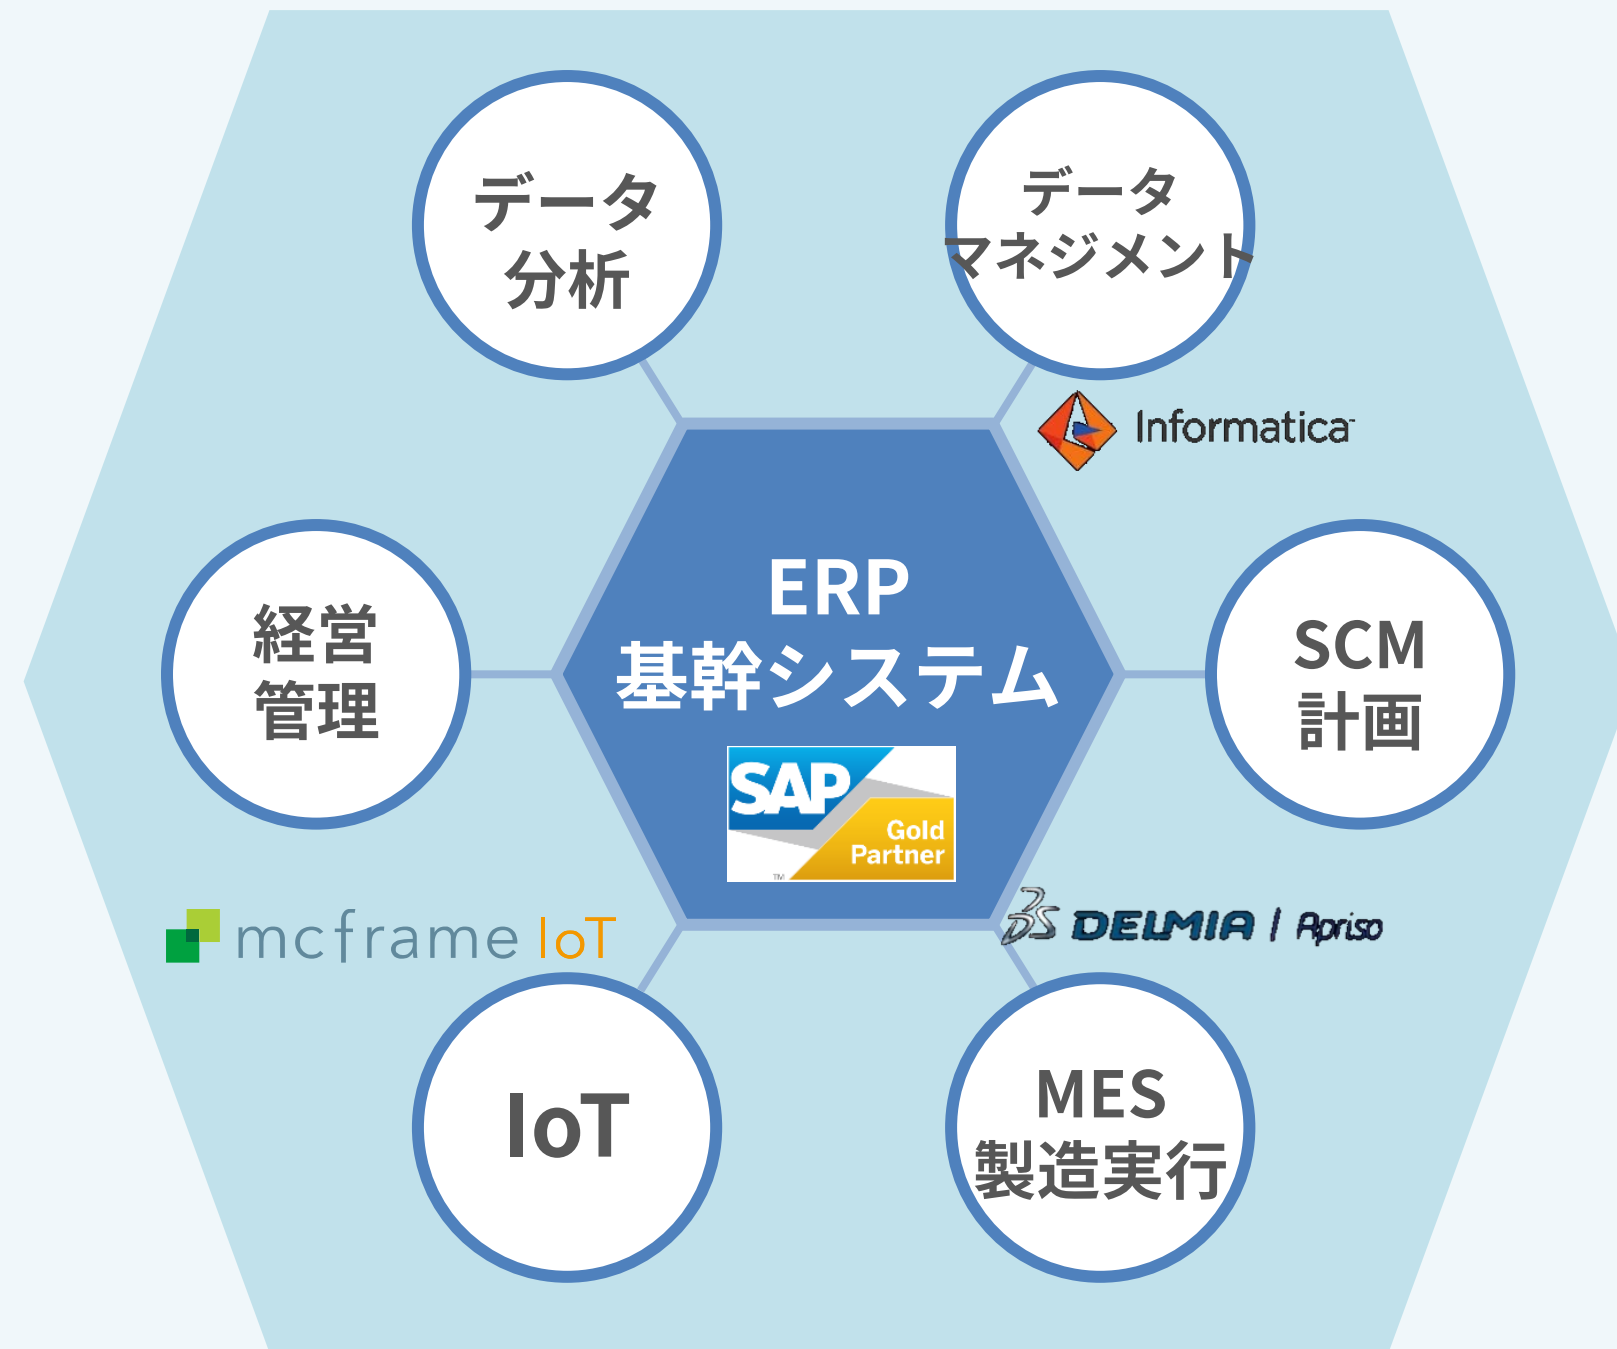 データ
分析
データ
マネジメント
Informatica
ERP
基幹システム
SAP
Gold
Partner
TM
経営
管理
SCM
計画
mcframe IoT
DELMIA | Apriso
IoT
MES
製造実行